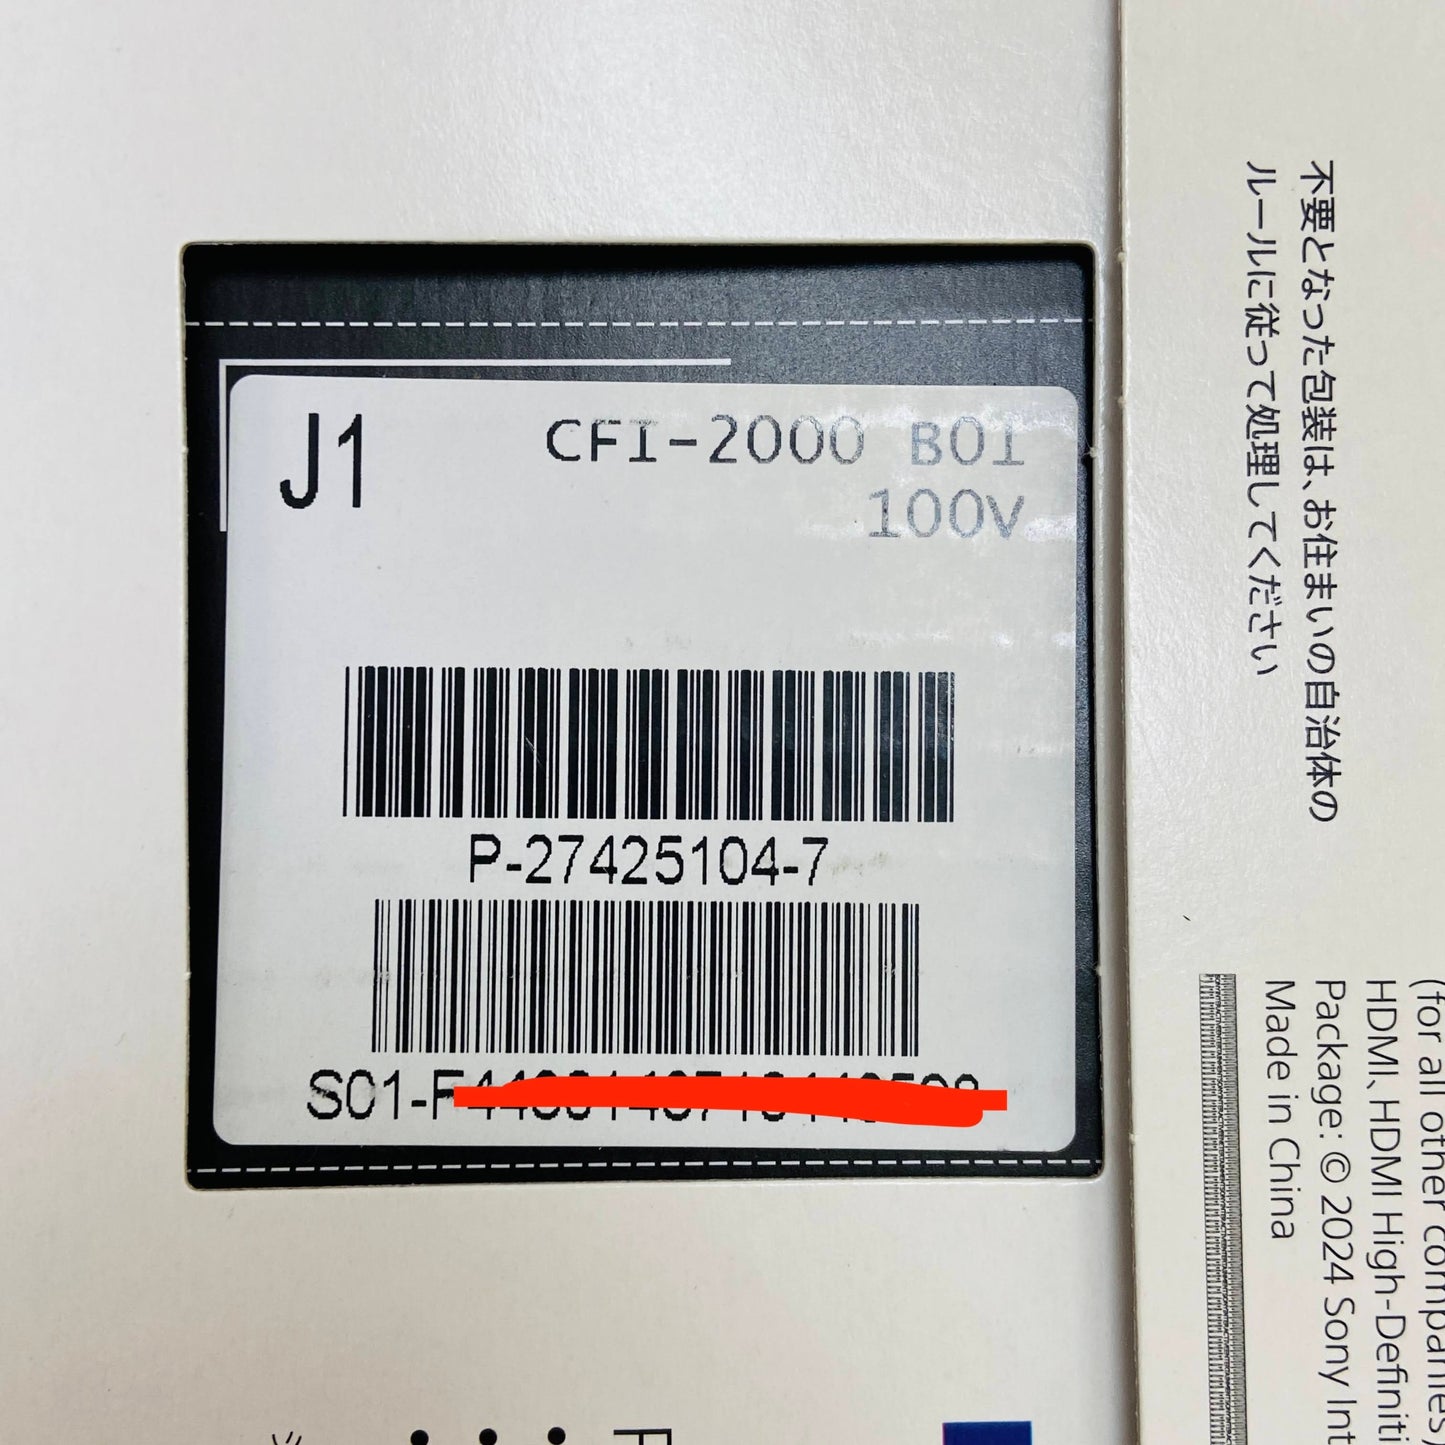 J1
CFI-2000 B01
100V
P-27425104-7
S01-F
不要となった包装は、お住まいの自治体の
ルールに従って処理してください
(for all other companies)
HDMI、HDMI High-Definiti
Package: © 2024 Sony Int
Made in China